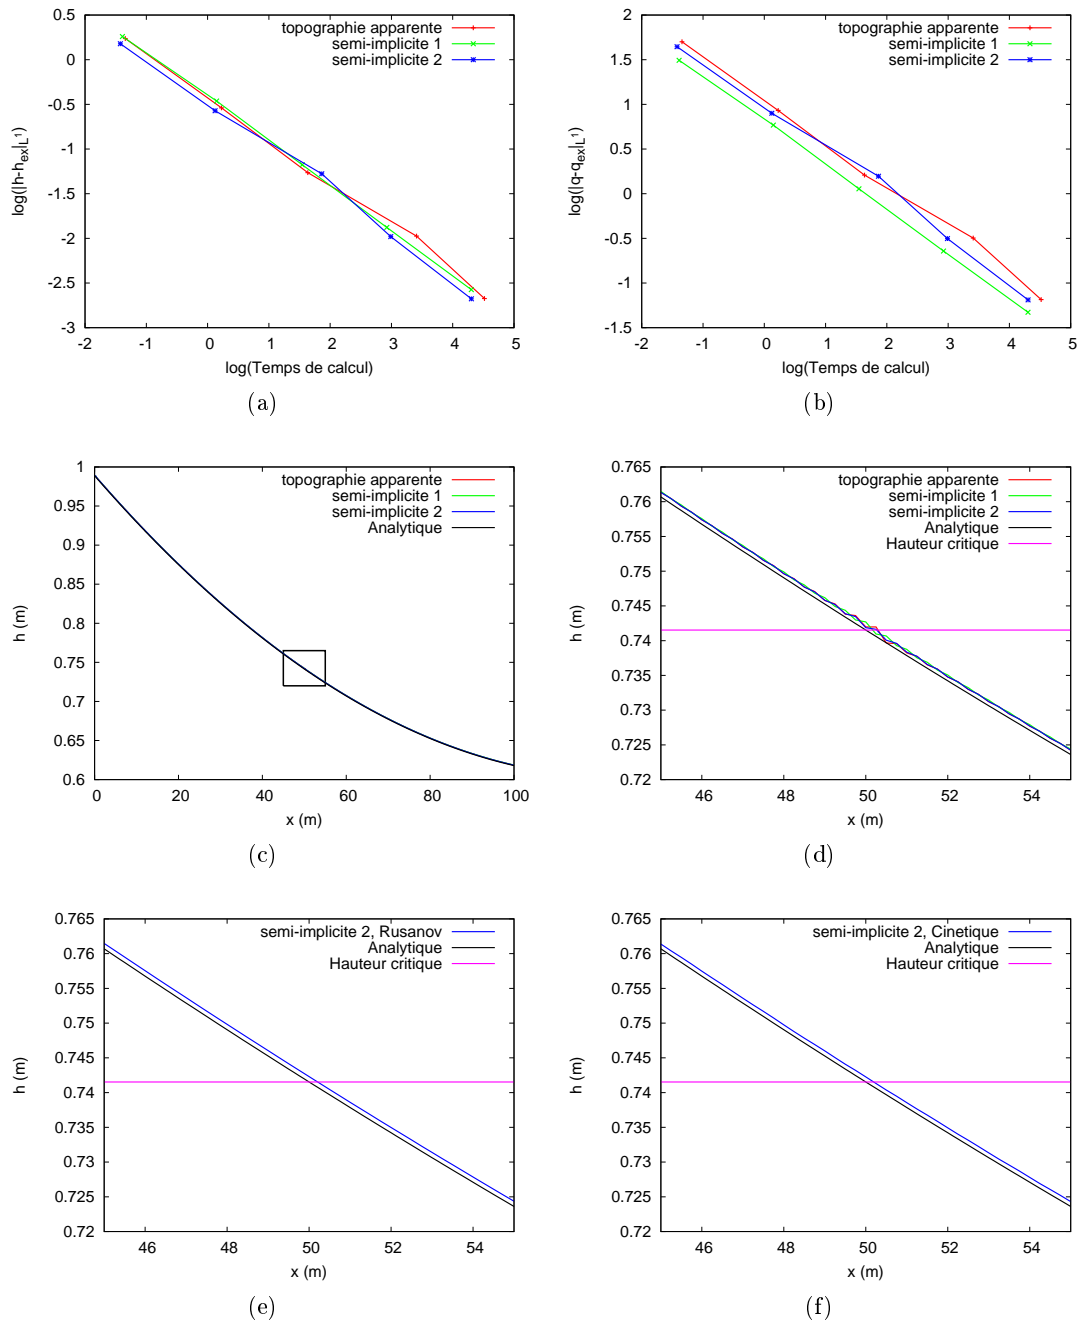 topographie apparente
semi-implicite 1
semi-implicite 2
0.5
0
-0.5
-1
-1.5
-2
-2.5
-3
log(|h-hex|L1)
-2 -1 0 1 2 3 4 5
log(Temps de calcul)
(a)
topographie apparente
semi-implicite 1
semi-implicite 2
2
1.5
1
0.5
0
-0.5
-1
-1.5
log(|q-qex|L1)
-2 -1 0 1 2 3 4 5
log(Temps de calcul)
(b)
topographie apparente
semi-implicite 1
semi-implicite 2
Analytique
1
0.95
0.9
0.85
0.8
0.75
0.7
0.65
0.6
h (m)
0 20 40 60 80 100
x (m)
(c)
topographie apparente
semi-implicite 1
semi-implicite 2
Analytique
Hauteur critique
0.765
0.76
0.755
0.75
0.745
0.74
0.735
0.73
0.725
0.72
h (m)
46 48 50 52 54
x (m)
(d)
semi-implicite 2, Rusanov
Analytique
Hauteur critique
0.765
0.76
0.755
0.75
0.745
0.74
0.735
0.73
0.725
0.72
h (m)
46 48 50 52 54
x (m)
(e)
semi-implicite 2, Cinetique
Analytique
Hauteur critique
0.765
0.76
0.755
0.75
0.745
0.74
0.735
0.73
0.725
0.72
h (m)
46 48 50 52 54
x (m)
(f)